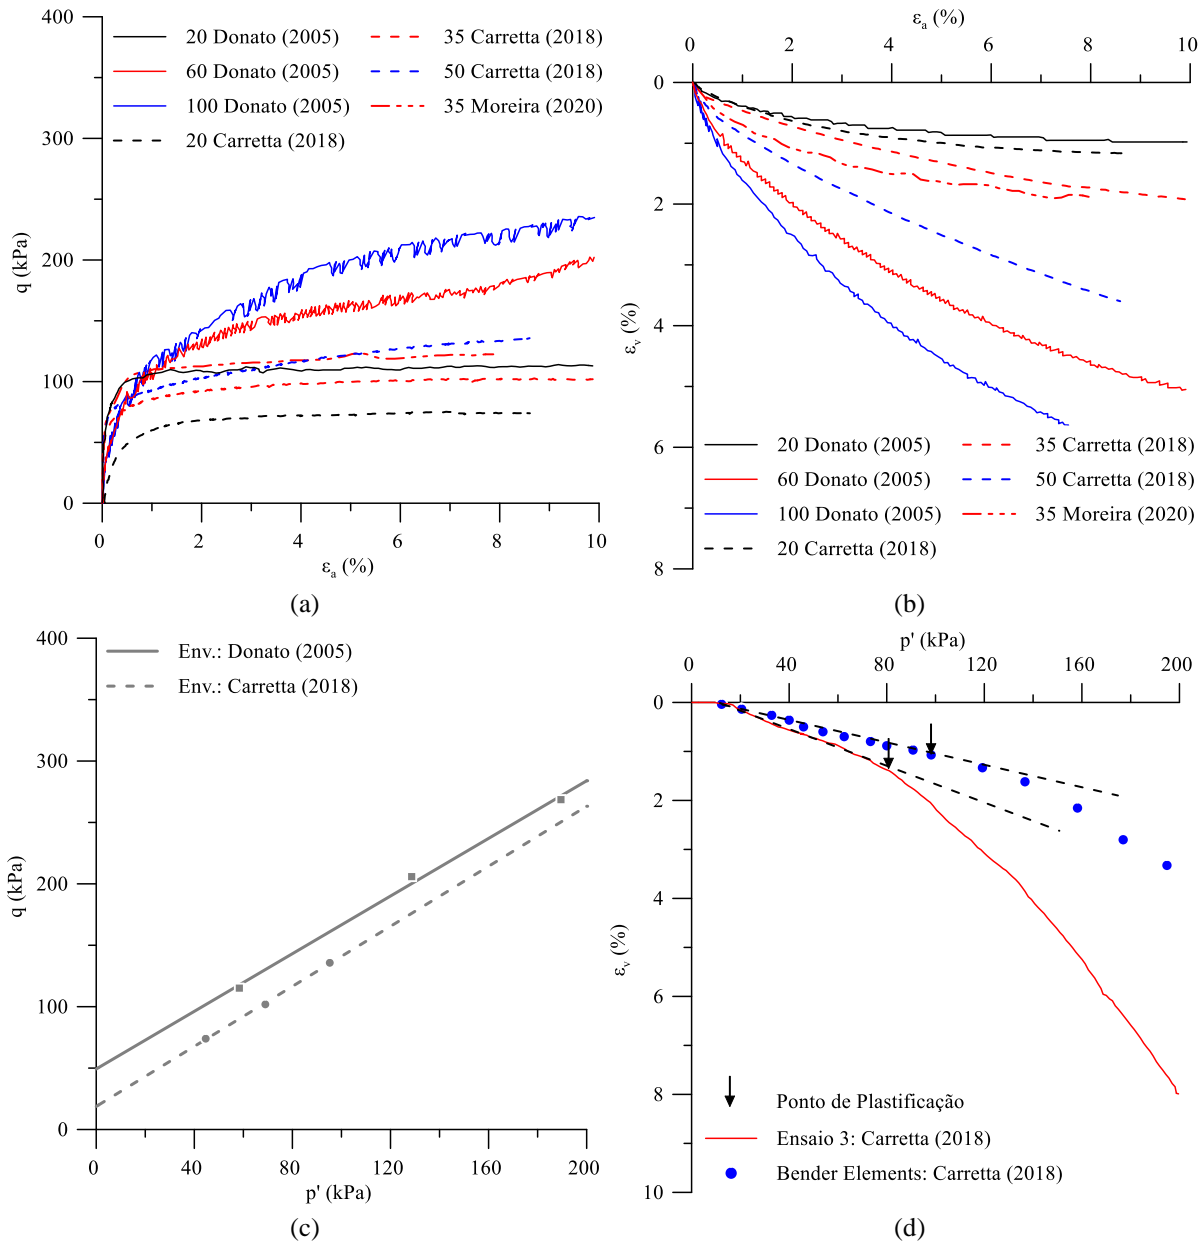 400
300
200
100
0
q (kPa)
20 Donato (2005)
60 Donato (2005)
100 Donato (2005)
20 Carretta (2018)
35 Carretta (2018)
50 Carretta (2018)
35 Moreira (2020)
0 2 4 6 8 10
εa (%)
(a)
εa (%)
0 2 4 6 8 10
0
2
4
6
8
εv (%)
20 Donato (2005)
60 Donato (2005)
100 Donato (2005)
20 Carretta (2018)
35 Carretta (2018)
50 Carretta (2018)
35 Moreira (2020)
(b)
400
300
200
100
0
q (kPa)
Env.: Donato (2005)
Env.: Carretta (2018)
0 40 80 120 160 200
p' (kPa)
(c)
p' (kPa)
0 40 80 120 160 200
0
2
4
6
8
10
εv (%)
Ponto de Plastificação
Ensaio 3: Carretta (2018)
Bender Elements: Carretta (2018)
(d)